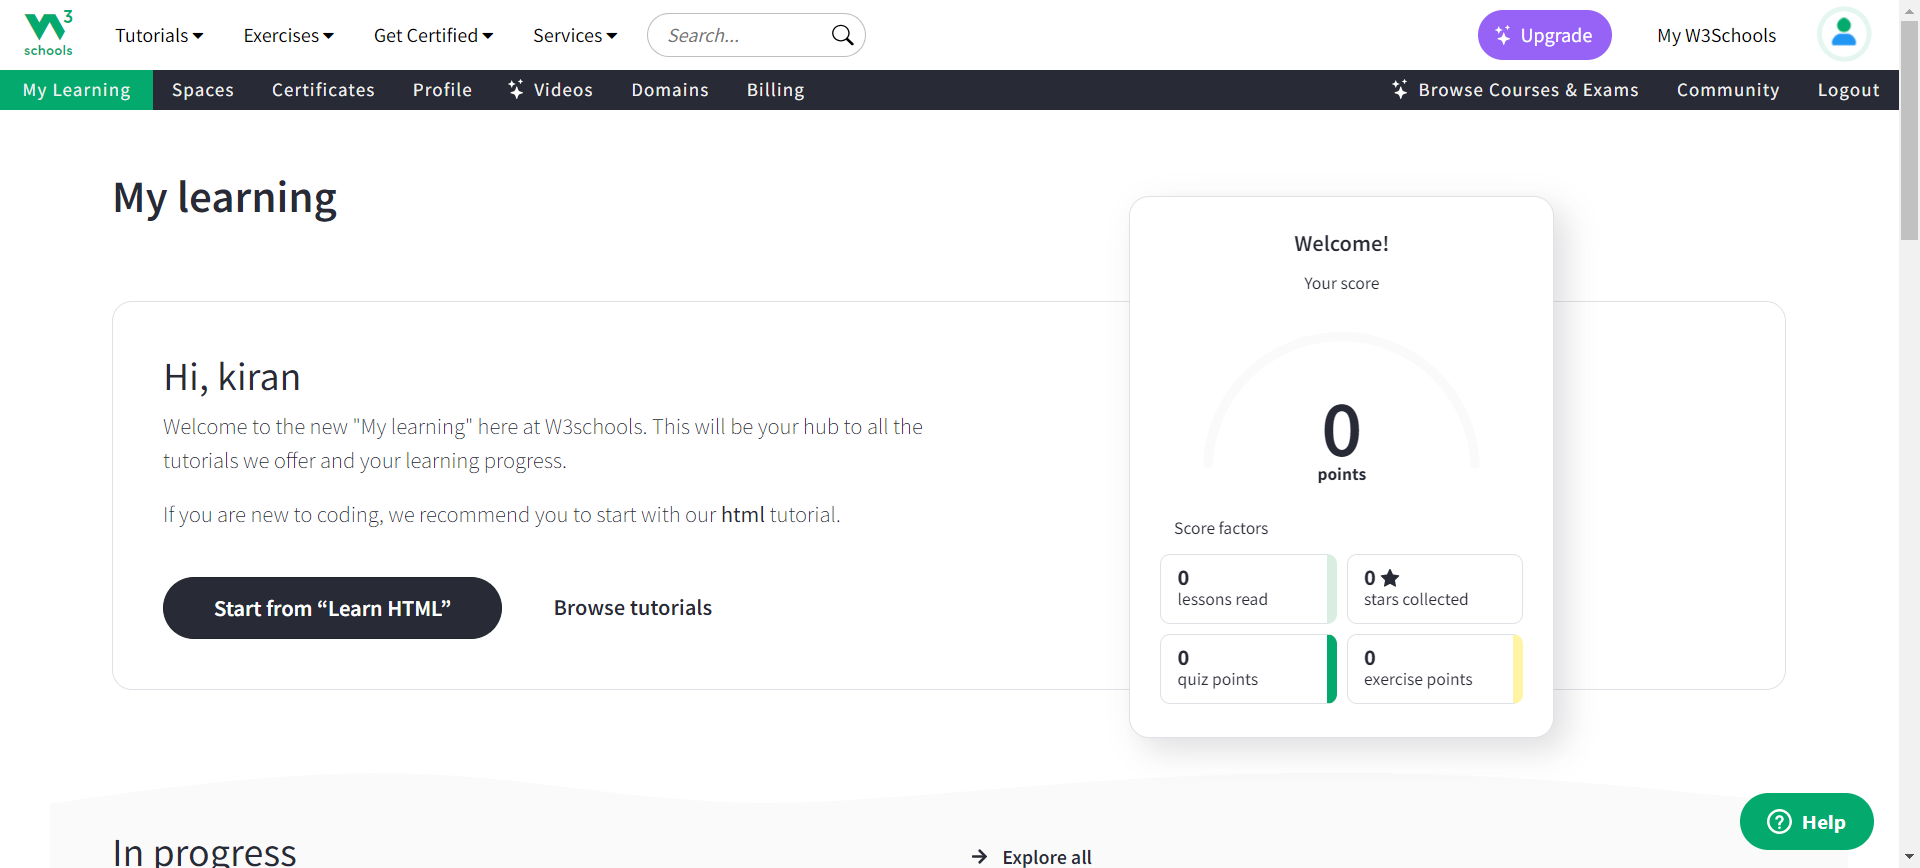 3
schools
Tutorials Exercises Get Certified Services Search... Upgrade My W3Schools
My Learning Spaces Certificates Profile Videos Domains Billing Browse Courses & Exams Community Logout
My learning
Hi, kiran
Welcome to the new "My learning" here at W3schools. This will be your hub to all the
tutorials we offer and your learning progress.
If you are new to coding, we recommend you to start with our html tutorial.
Start from “Learn HTML” Browse tutorials
Welcome!
Your score
0
points
Score factors
0
lessons read
0
stars collected
0
quiz points
0
exercise points
In progress
Explore all
Help